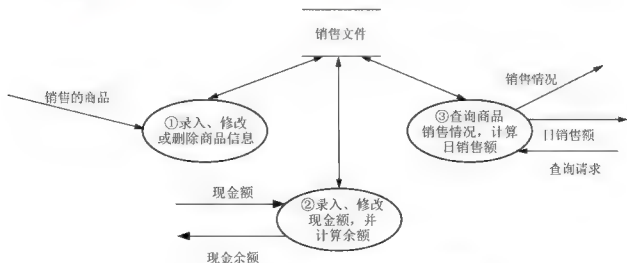 销售文件
销售的商品
①录入、修改
或删除商品信息
③查询商品
销售情况，计算
日销售额
销售情况
日销售额
查询请求
现金额
②录入、修改
现金额，并
计算余额
现金余额